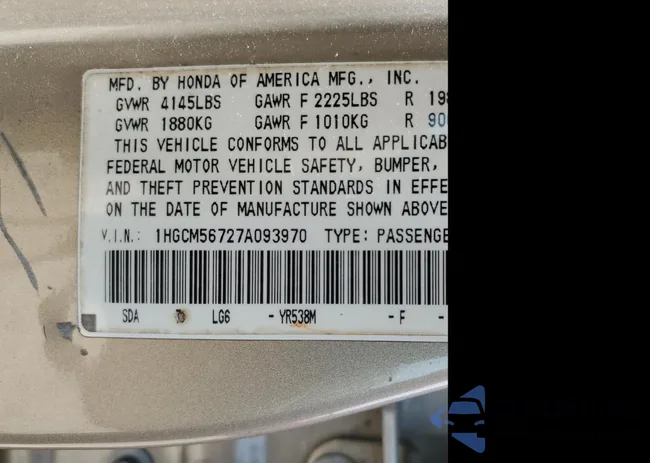 MFD. BY HONDA OF AMERICA MFG., INC.
GVWR 4145LBS GAWR F 2225LBS R 198
GVWR 1880KG GAWR F 1010KG R 90
THIS VEHICLE CONFORMS TO ALL APPLICAB
FEDERAL MOTOR VEHICLE SAFETY, BUMPER,
AND THEFT PREVENTION STANDARDS IN EFFE
ON THE DATE OF MANUFACTURE SHOWN ABOVE
V.I.N.: 1HGCM56727A093970 TYPE: PASSENGE
SDA LG6 - YR538M - F -